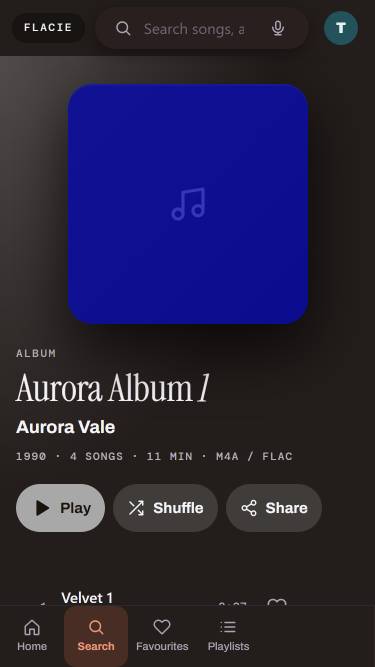 FLACIE
Search songs, a
T
ALBUM
Aurora Album 1
Aurora Vale
1990 · 4 SONGS · 11 MIN · M4A / FLAC
Play
Shuffle
Share
Velvet 1
Home
Search
Favourites
Playlists